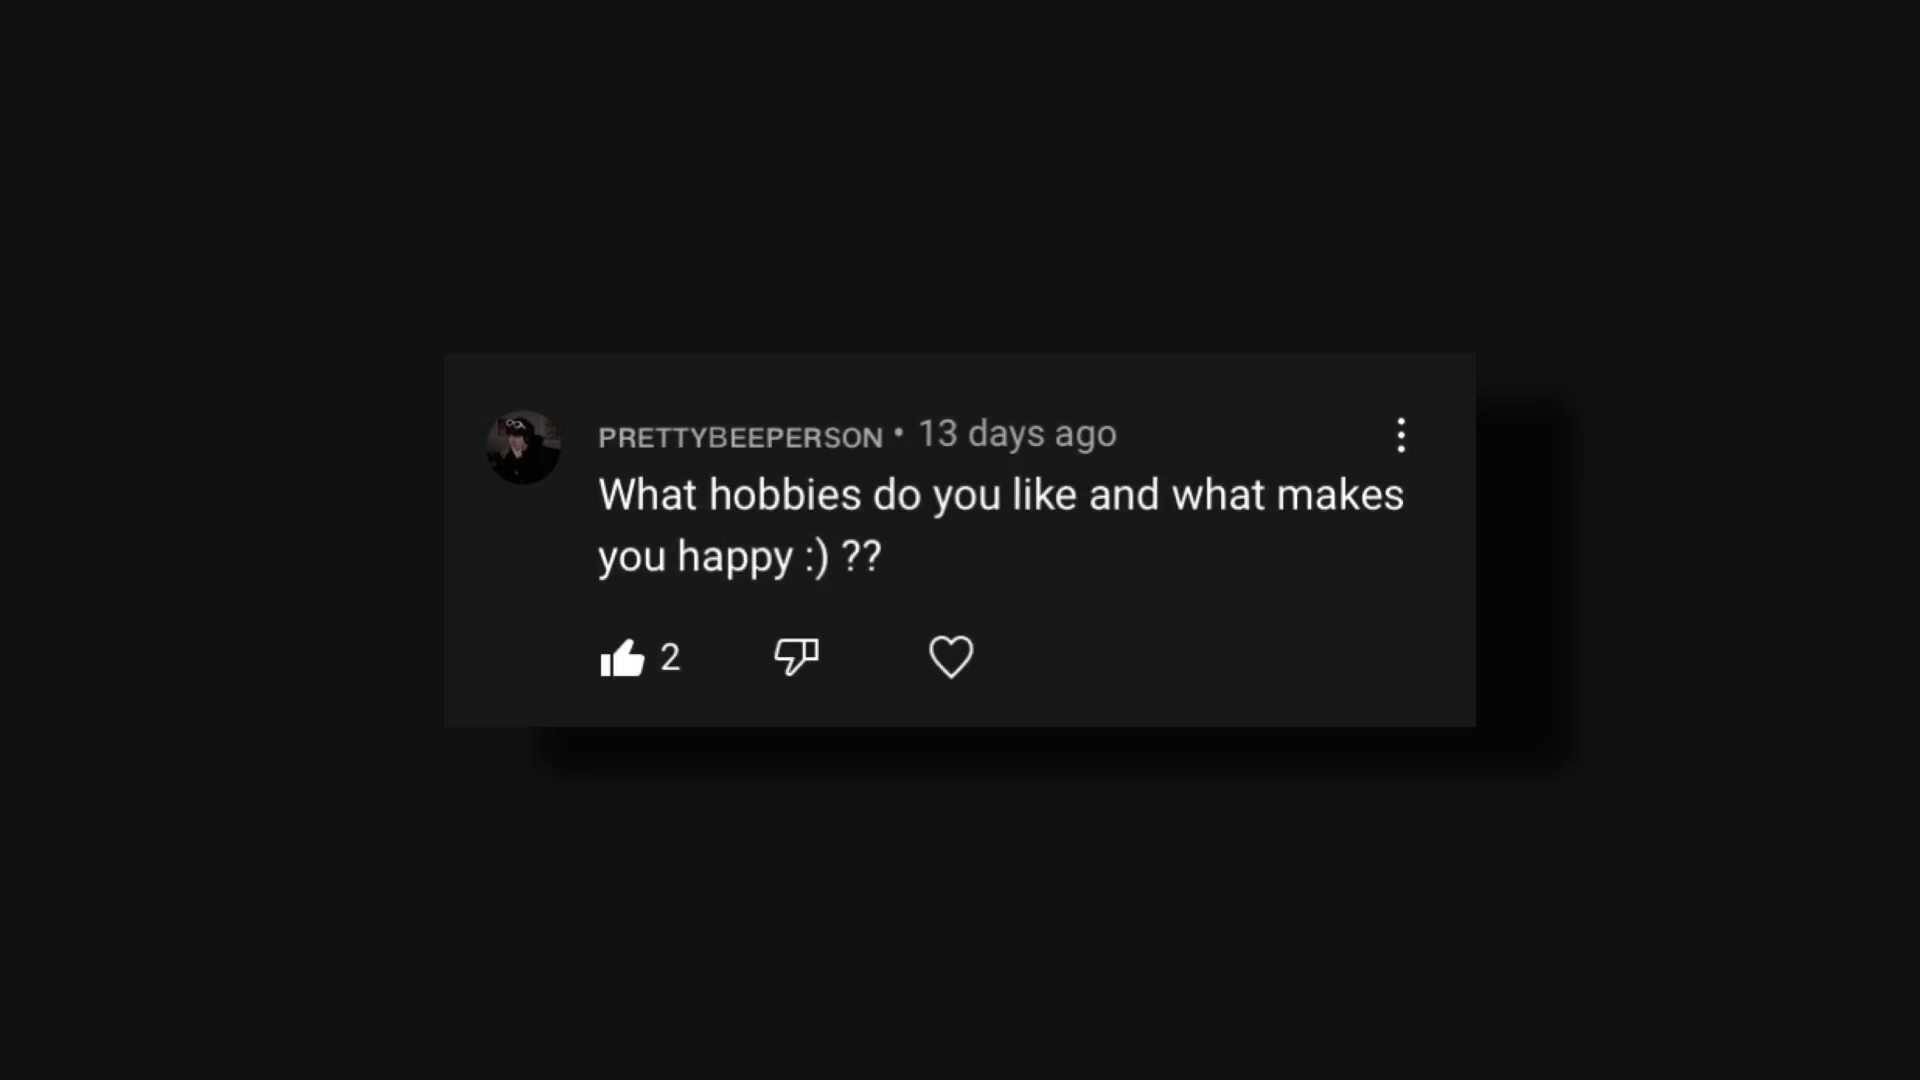 PRETTYBEEPERSON • 13 days ago
What hobbies do you like and what makes
you happy :) ??
2